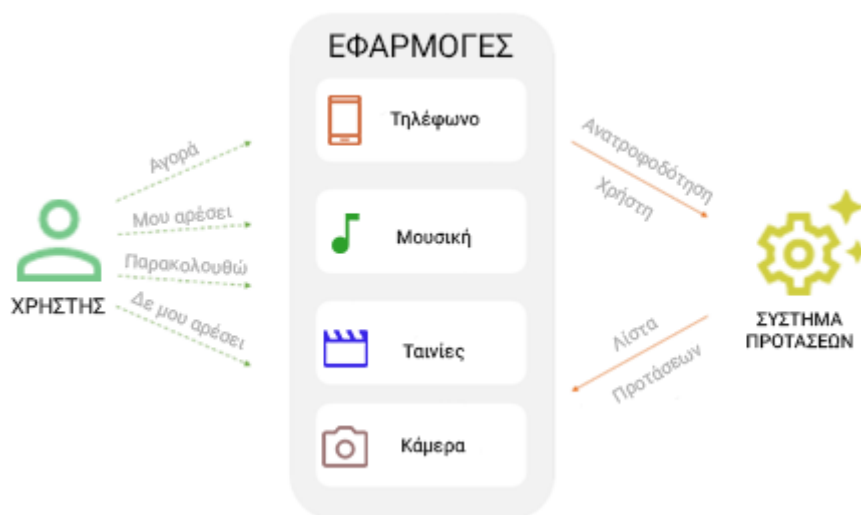 ΕΦΑΡΜΟΓΕΣ
Τηλέφωνο
Μουσική
Ταινίες
Κάμερα
Αγορά
Μου αρέσει
Παρακολουθώ
Δε μου αρέσει
ΧΡΗΣΤΗΣ
Ανατροφοδότηση
Χρήστη
Λίστα
Προτάσεων
ΣΥΣΤΗΜΑ
ΠΡΟΤΑΣΕΩΝ